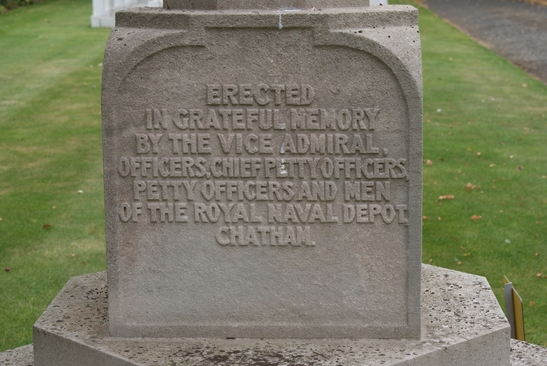 ERECTED
IN GRATEFUL MEMORY
BY THE VICE ADMIRAL,
OFFICERS, CHIEF PETTY OFFICERS
PETTY OFFICERS AND MEN
OF THE ROYAL NAVAL DEPOT.
CHATHAM.